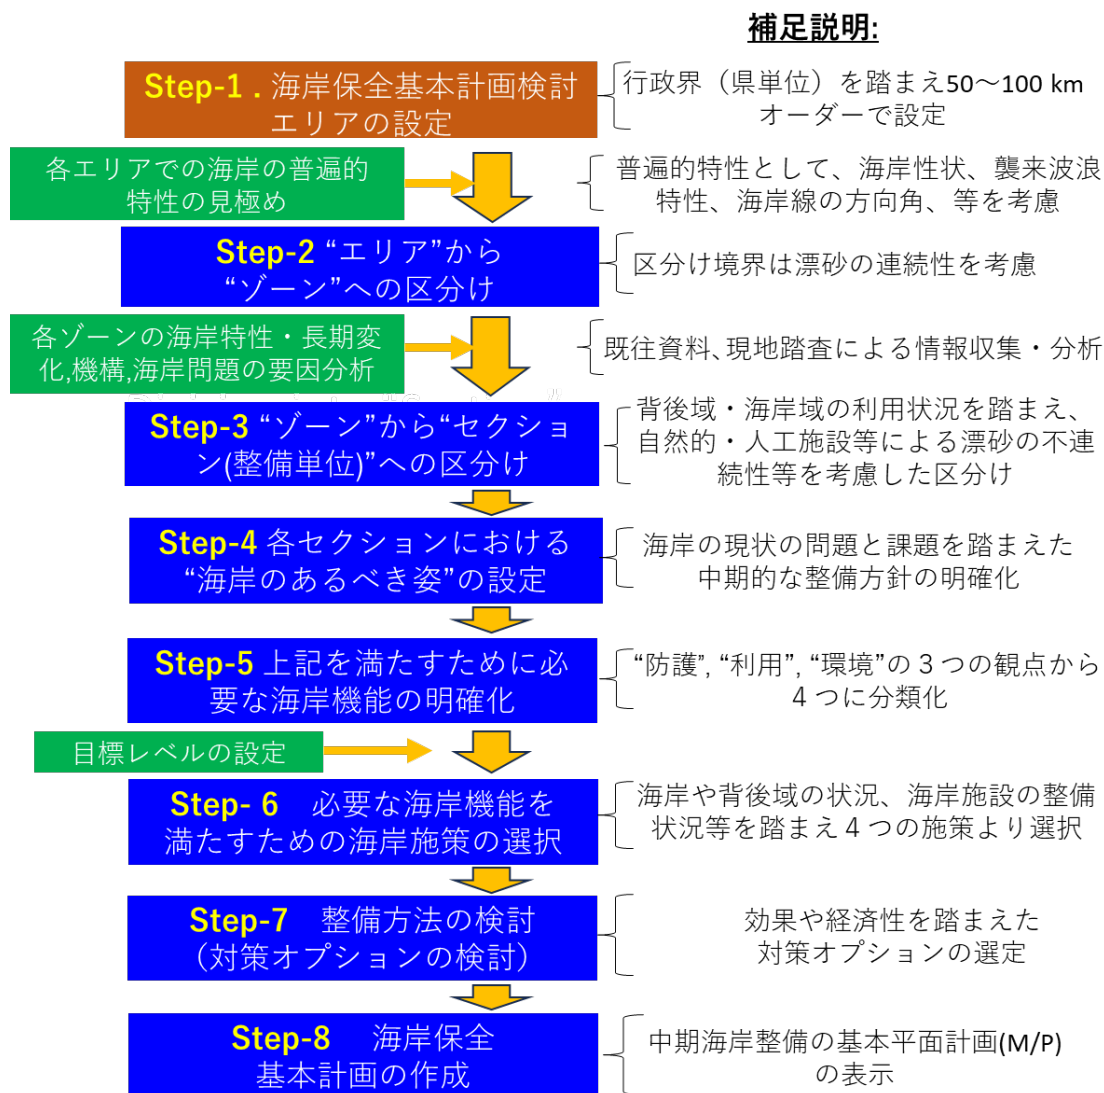 補足説明:
Step-1．海岸保全基本計画検討
エリアの設定
行政界（県単位）を踏まえ50～100 km
オーダーで設定
各エリアでの海岸の普遍的
特性の見極め
普遍的特性として、海岸性状、襲来波浪
特性、海岸線の方向角、等を考慮
Step-2 “エリア”から
“ゾーン”への区分け
区分け境界は漂砂の連続性を考慮
各ゾーンの海岸特性・長期変
化,機構,海岸問題の要因分析
既往資料、現地踏査による情報収集・分析
Step-3 “ゾーン”から“セクショ
ン(整備単位)”への区分け
背後域・海岸域の利用状況を踏まえ、
自然的・人工施設等による漂砂の不連
続性等を考慮した区分け
Step-4 各セクションにおける
“海岸のあるべき姿”の設定
海岸の現状の問題と課題を踏まえた
中期的な整備方針の明確化
Step-5 上記を満たすために必
要な海岸機能の明確化
“防護”, “利用”, “環境”の３つの観点から
４つに分類化
目標レベルの設定
Step- 6　必要な海岸機能を
満たすための海岸施策の選択
海岸や背後域の状況、海岸施設の整備
状況等を踏まえ４つの施策より選択
Step-7　整備方法の検討
（対策オプションの検討）
効果や経済性を踏まえた
対策オプションの選定
Step-8　海岸保全
基本計画の作成
中期海岸整備の基本平面計画(M/P)
の表示